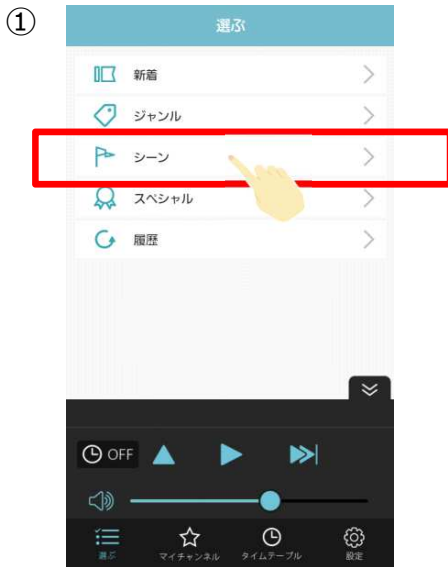 ①
選ぶ
新着
ジャンル
シーン
スペシャル
履歴
OFF
選ぶ マイチャンネル タイムテーブル 設定